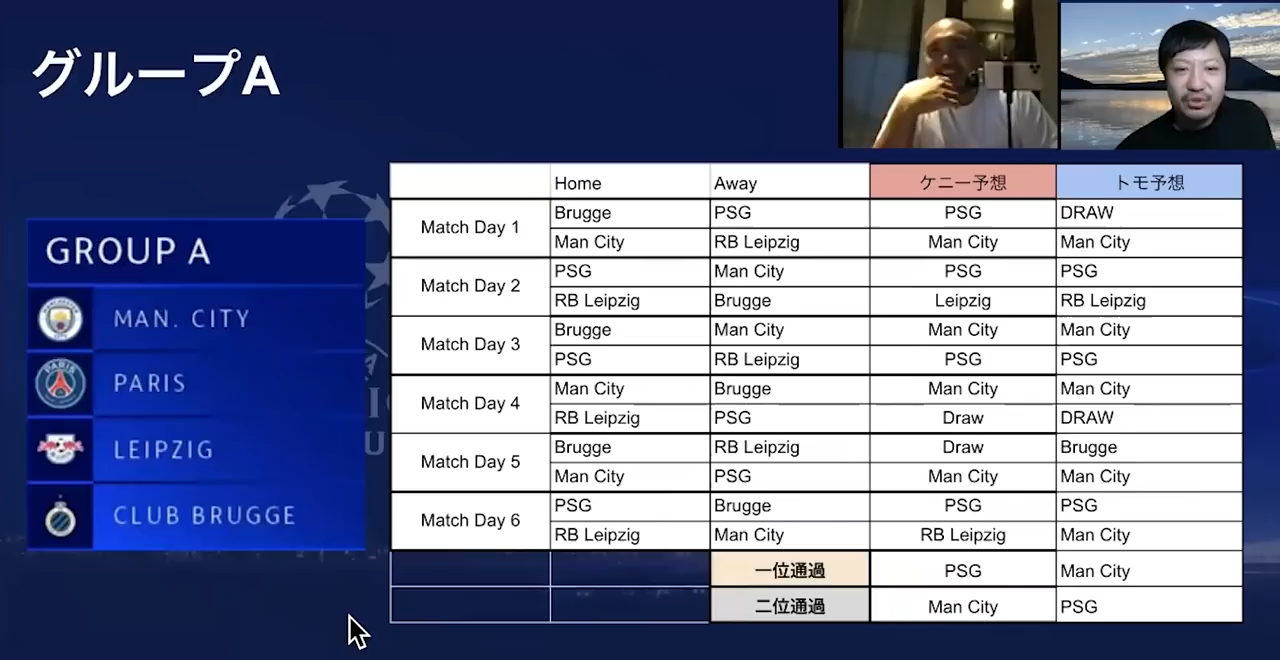 グループA
GROUP A
MAN. CITY
PARIS
LEIPZIG
CLUB BRUGGE
Home Away ケニー予想 トモ予想
Match Day 1
Brugge PSG PSG DRAW
Man City RB Leipzig Man City Man City
Match Day 2
PSG Man City PSG PSG
RB Leipzig Brugge Leipzig RB Leipzig
Match Day 3
Brugge Man City Man City Man City
PSG RB Leipzig PSG PSG
Match Day 4
Man City Brugge Man City Man City
RB Leipzig PSG Draw DRAW
Match Day 5
Brugge RB Leipzig Draw Brugge
Man City PSG Man City Man City
Match Day 6
PSG Brugge PSG PSG
RB Leipzig Man City RB Leipzig Man City
一位通過 PSG Man City
二位通過 Man City PSG